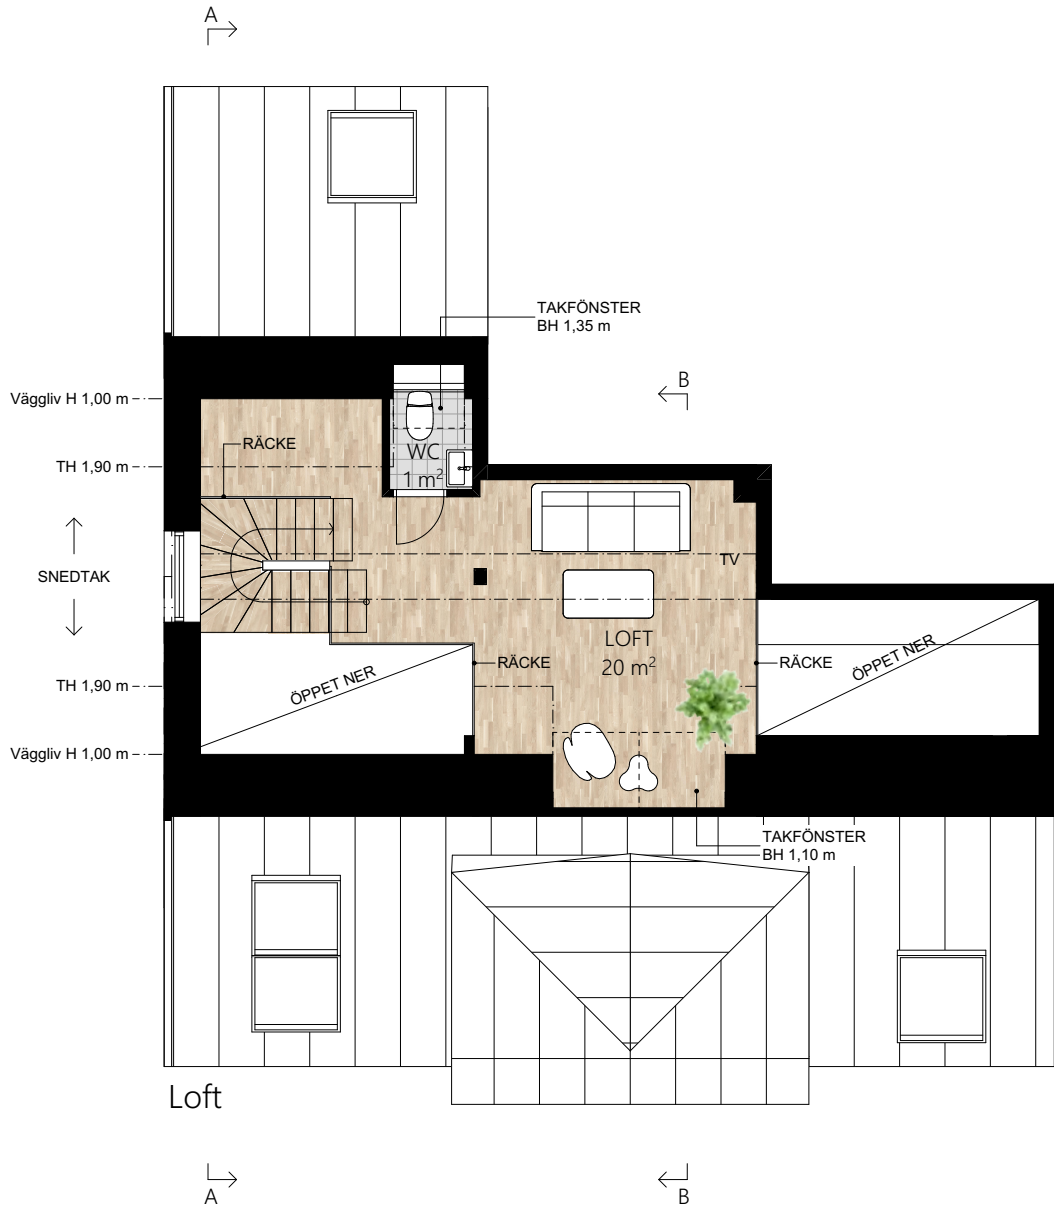 A
TAKFÖNSTER
BH 1,35 m
B
Väggliv H 1,00 m
RÄCKE
WC
1 m²
TH 1,90 m
TV
SNEDTAK
LOFT
20 m²
RÄCKE
RÄCKE
ÖPPET NER
ÖPPET NER
TH 1,90 m
Väggliv H 1,00 m
TAKFÖNSTER
BH 1,10 m
Loft
A
B